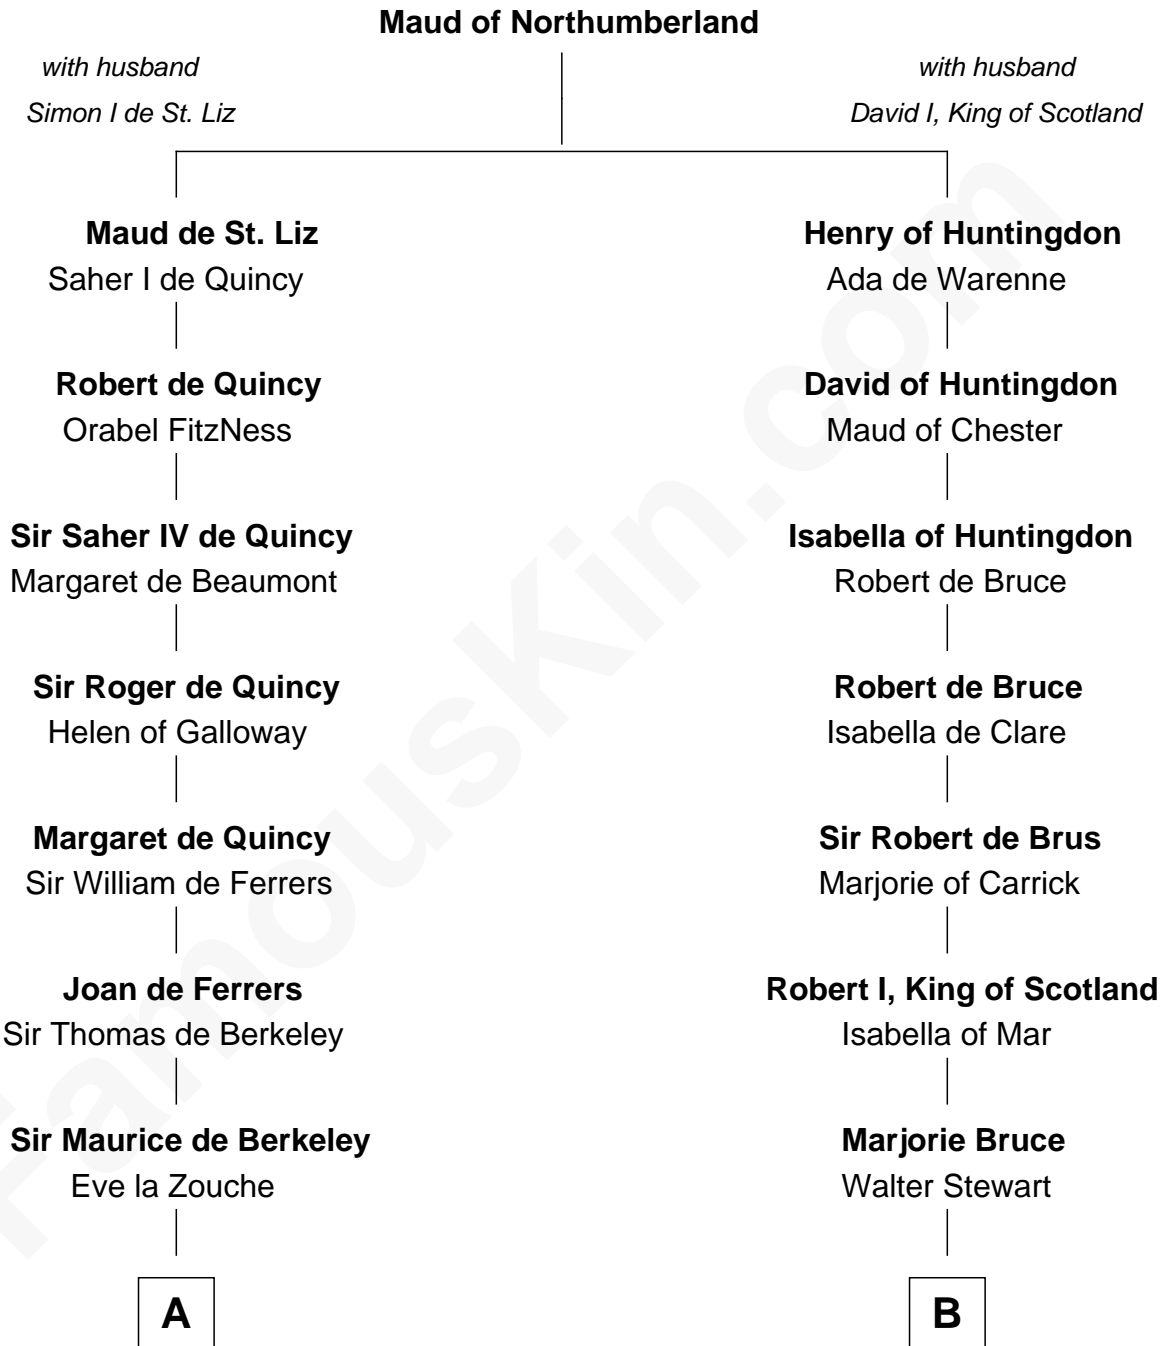 Maud of Northumberland
with husband
Simon I de St. Liz
with husband
David I, King of Scotland
Maud de St. Liz
Saher I de Quincy
Henry of Huntingdon
Ada de Warenne
Robert de Quincy
Orabel FitzNess
David of Huntingdon
Maud of Chester
Sir Saher IV de Quincy
Margaret de Beaumont
Isabella of Huntingdon
Robert de Bruce
Sir Roger de Quincy
Helen of Galloway
Robert de Bruce
Isabella de Clare
Margaret de Quincy
Sir William de Ferrers
Sir Robert de Brus
Marjorie of Carrick
Joan de Ferrers
Sir Thomas de Berkeley
Robert I, King of Scotland
Isabella of Mar
Sir Maurice de Berkeley
Eve la Zouche
Marjorie Bruce
Walter Stewart
A
B
FamousKin.com